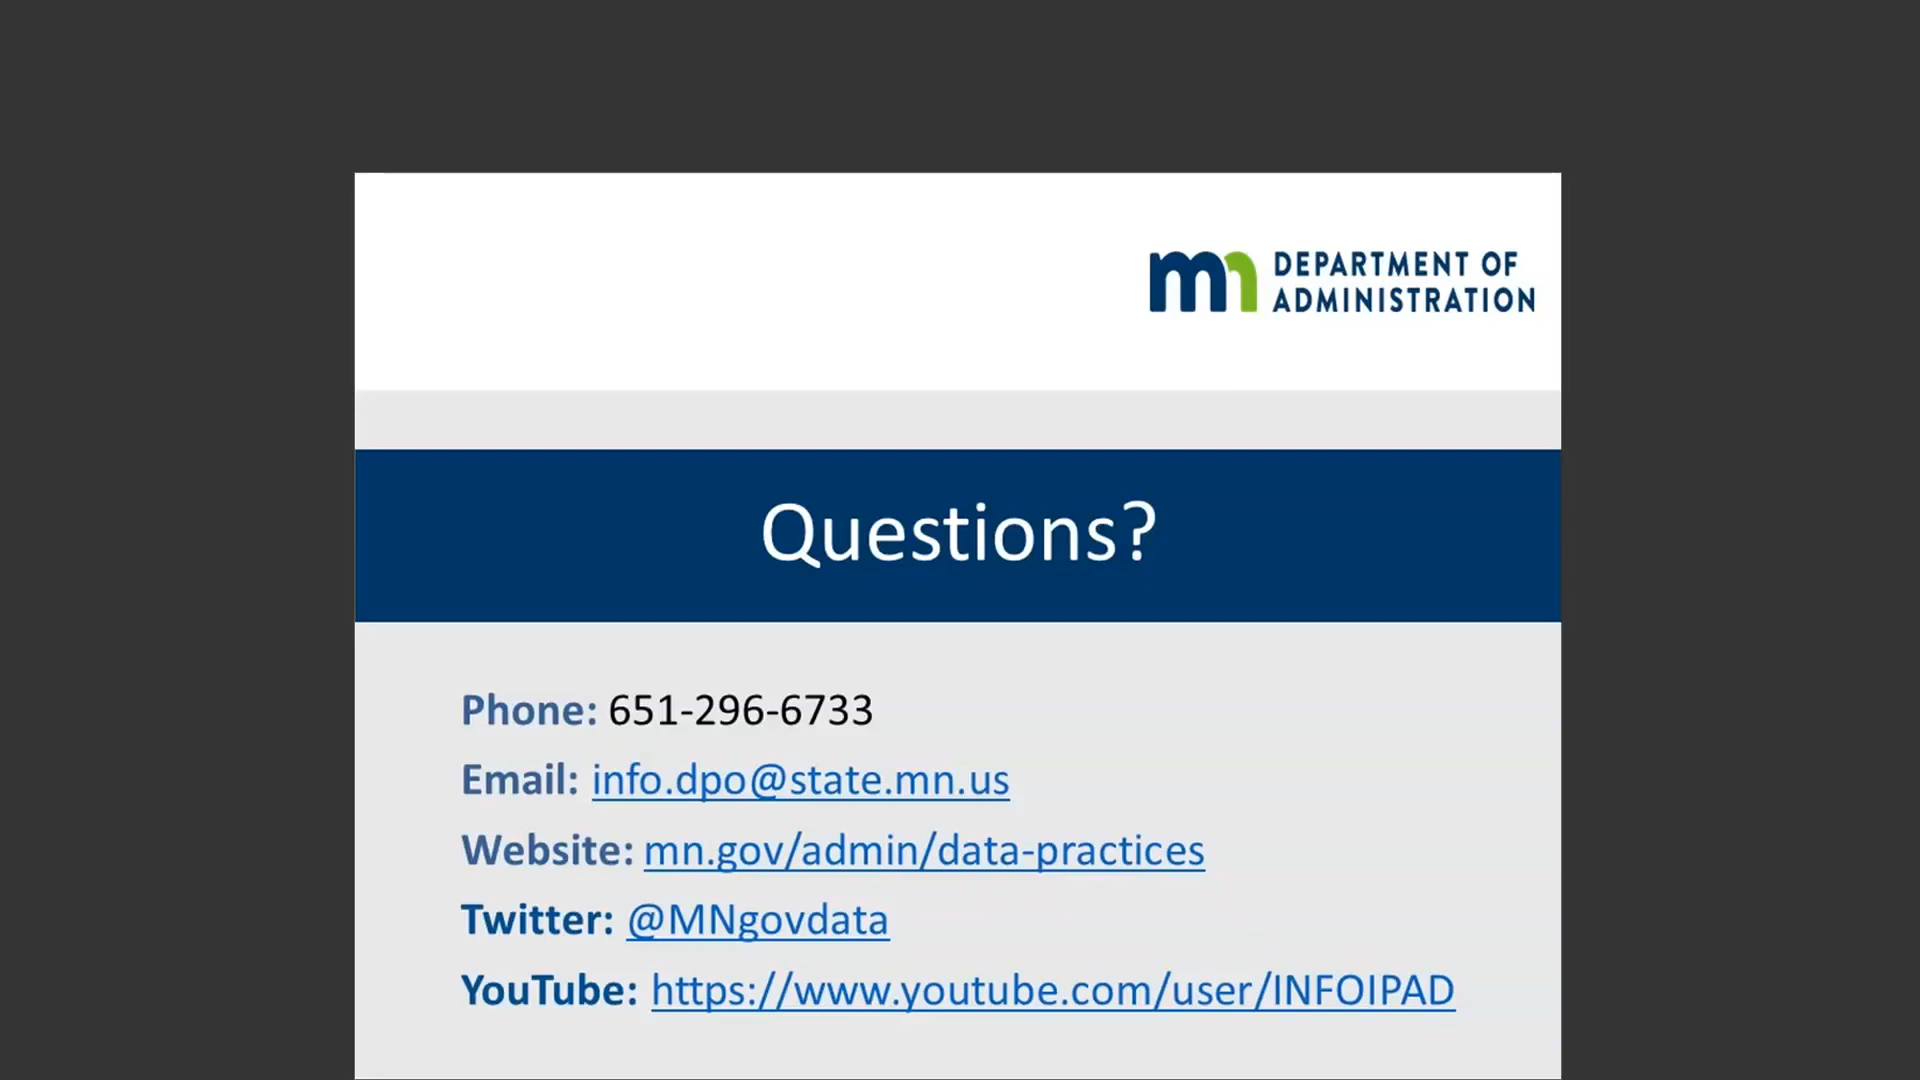 mn DEPARTMENT OF
ADMINISTRATION
Questions?
Phone: 651-296-6733
Email: info.dpo@state.mn.us
Website: mn.gov/admin/data-practices
Twitter: @MNgovdata
YouTube: https://www.youtube.com/user/INFOIPAD